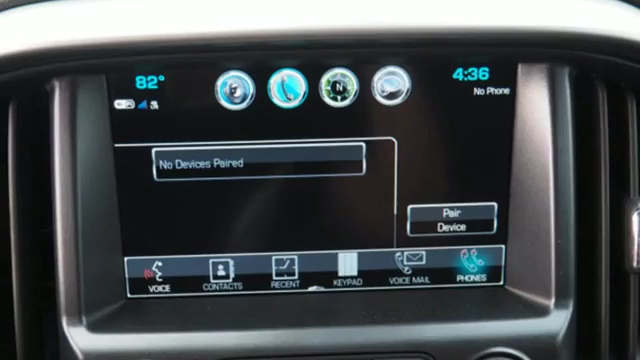 82°
N
4:36
No Phone
No Devices Paired
Pair
Device
VOICE
CONTACTS
RECENT
KEYPAD
VOICE MAIL
PHONES